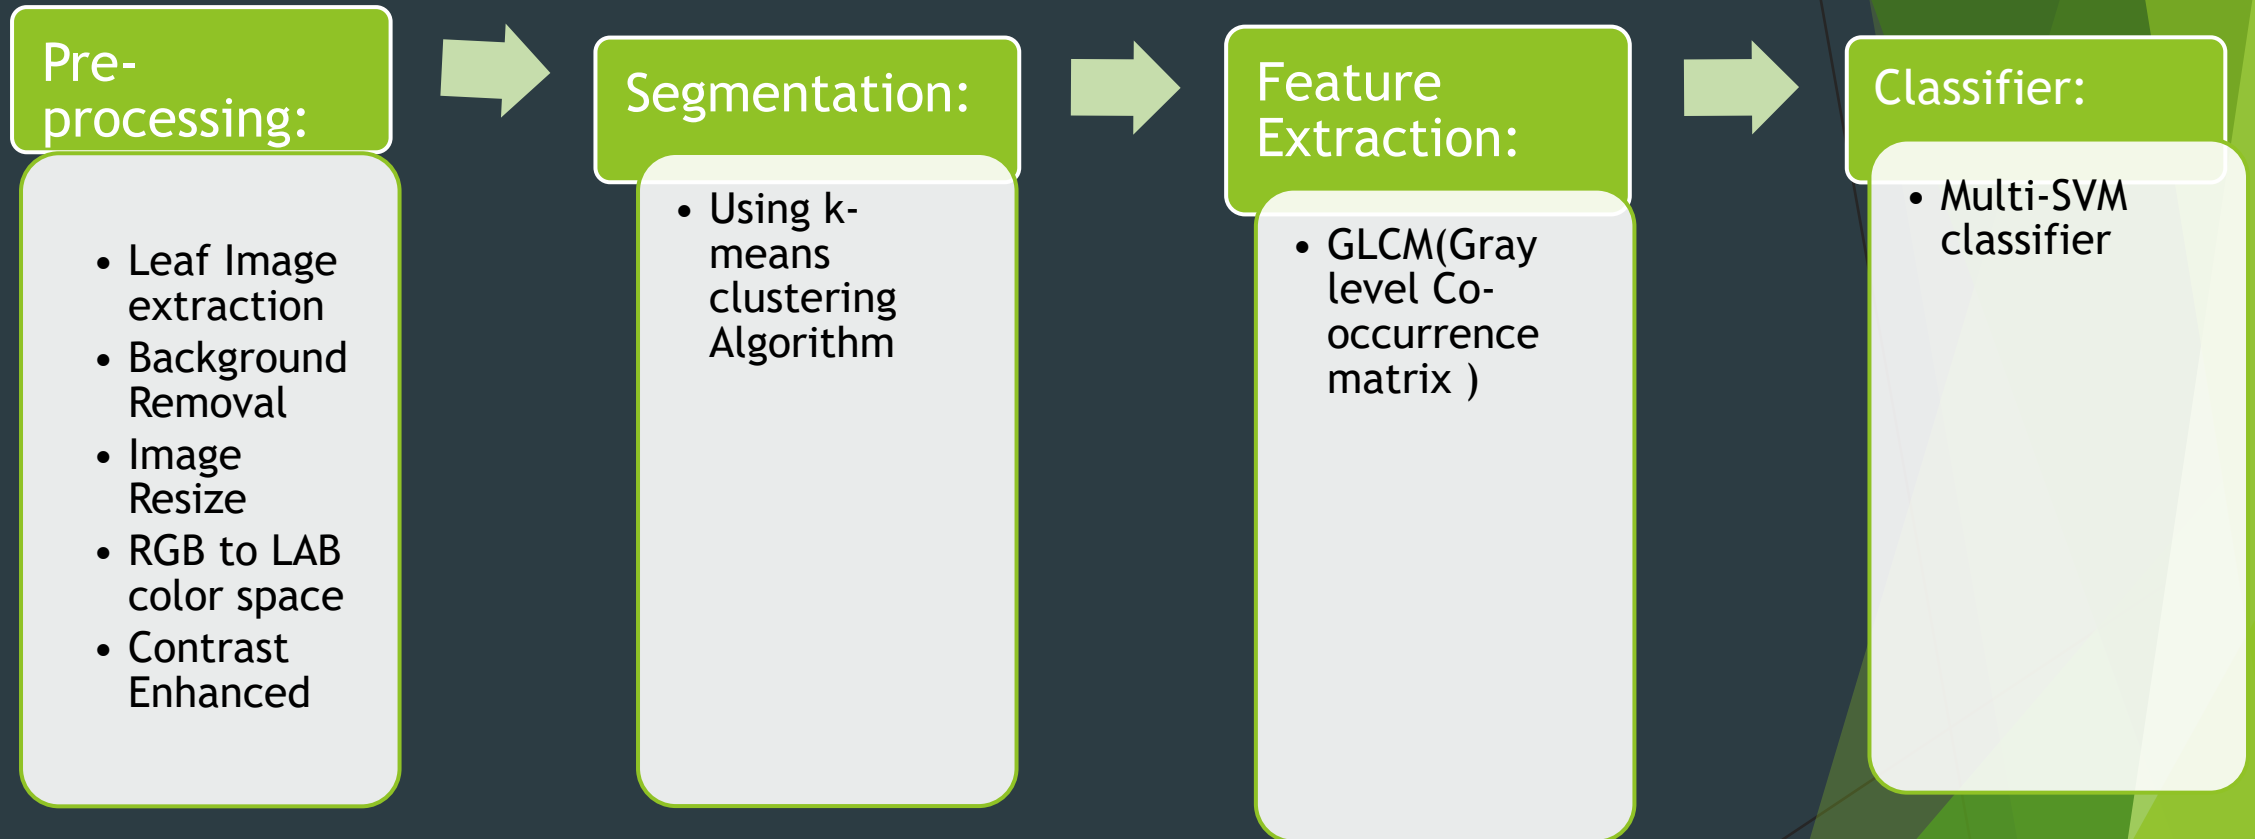 Pre-
processing:
• Leaf Image
extraction
• Background
Removal
• Image
Resize
• RGB to LAB
color space
• Contrast
Enhanced
Segmentation:
• Using k-
means
clustering
Algorithm
Feature
Extraction:
• GLCM(Gray
level Co-
occurrence
matrix )
Classifier:
• Multi-SVM
classifier